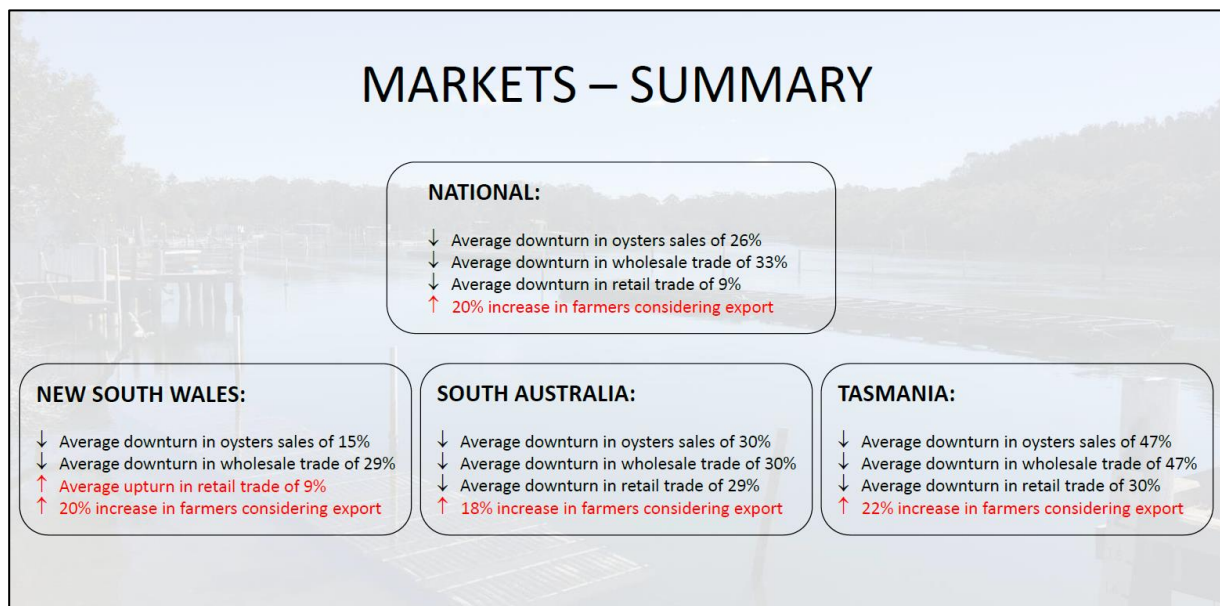 MARKETS – SUMMARY
NATIONAL:
↓ Average downturn in oysters sales of 26%
↓ Average downturn in wholesale trade of 33%
↓ Average downturn in retail trade of 9%
↑ 20% increase in farmers considering export
NEW SOUTH WALES:
↓ Average downturn in oysters sales of 15%
↓ Average downturn in wholesale trade of 29%
↑ Average upturn in retail trade of 9%
↑ 20% increase in farmers considering export
SOUTH AUSTRALIA:
↓ Average downturn in oysters sales of 30%
↓ Average downturn in wholesale trade of 30%
↓ Average downturn in retail trade of 29%
↑ 18% increase in farmers considering export
TASMANIA:
↓ Average downturn in oysters sales of 47%
↓ Average downturn in wholesale trade of 47%
↓ Average downturn in retail trade of 30%
↑ 22% increase in farmers considering export